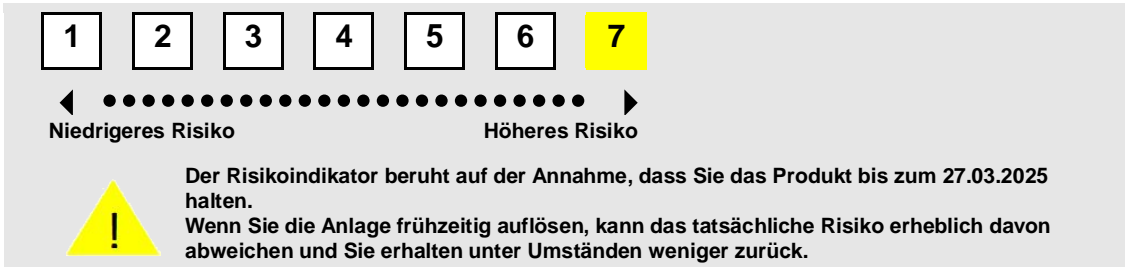 1 2 3 4 5 6 7
Niedrigeres Risiko Höheres Risiko
Der Risikoindikator beruht auf der Annahme, dass Sie das Produkt bis zum 27.03.2025
halten.
Wenn Sie die Anlage frühzeitig auflösen, kann das tatsächliche Risiko erheblich davon
abweichen und Sie erhalten unter Umständen weniger zurück.
!